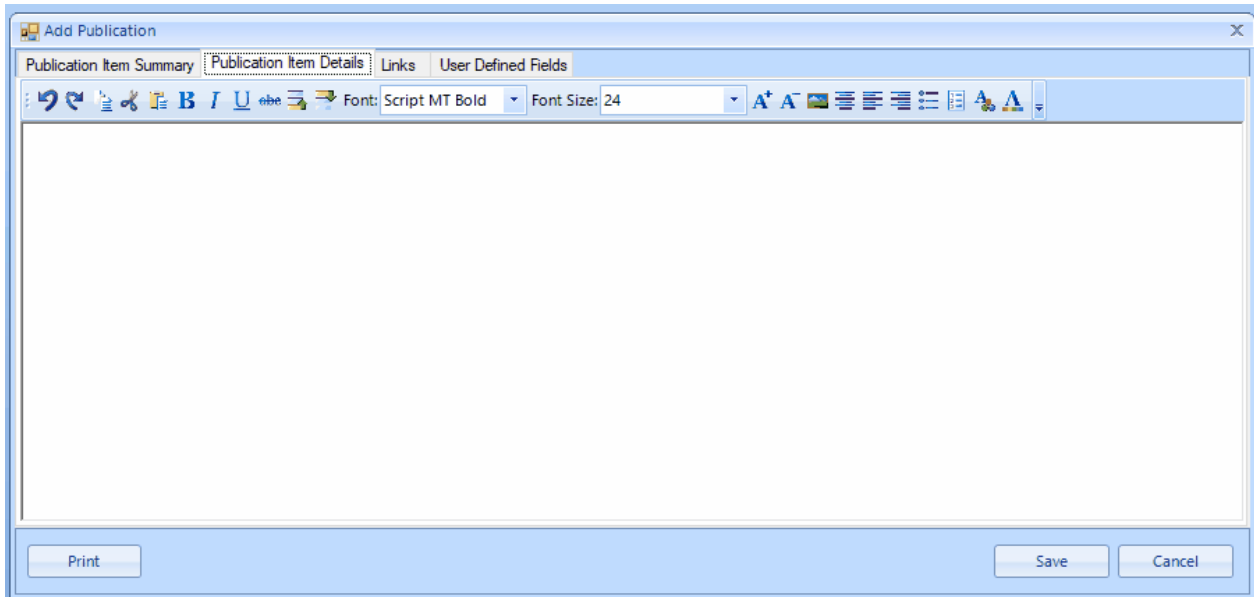 Add Publication X
Publication Item Summary Publication Item Details Links User Defined Fields
B I U abc Font: Script MT Bold Font Size: 24 A+ A- A A
Print Save Cancel